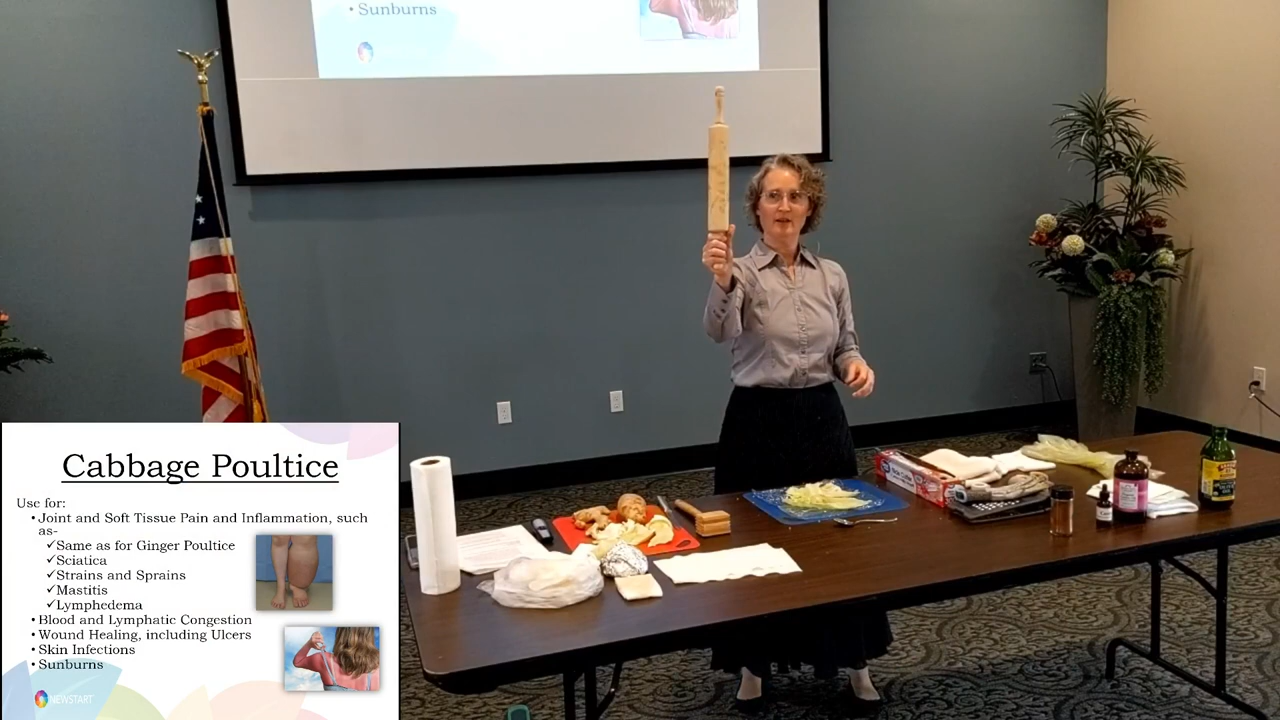 • Sunburns
Cabbage Poultice
Use for:
• Joint and Soft Tissue Pain and Inflammation, such
as-
✓Same as for Ginger Poultice
✓Sciatica
✓Strains and Sprains
✓Mastitis
✓Lymphedema
• Blood and Lymphatic Congestion
• Wound Healing, including Ulcers
• Skin Infections
• Sunburns
NEWSTART